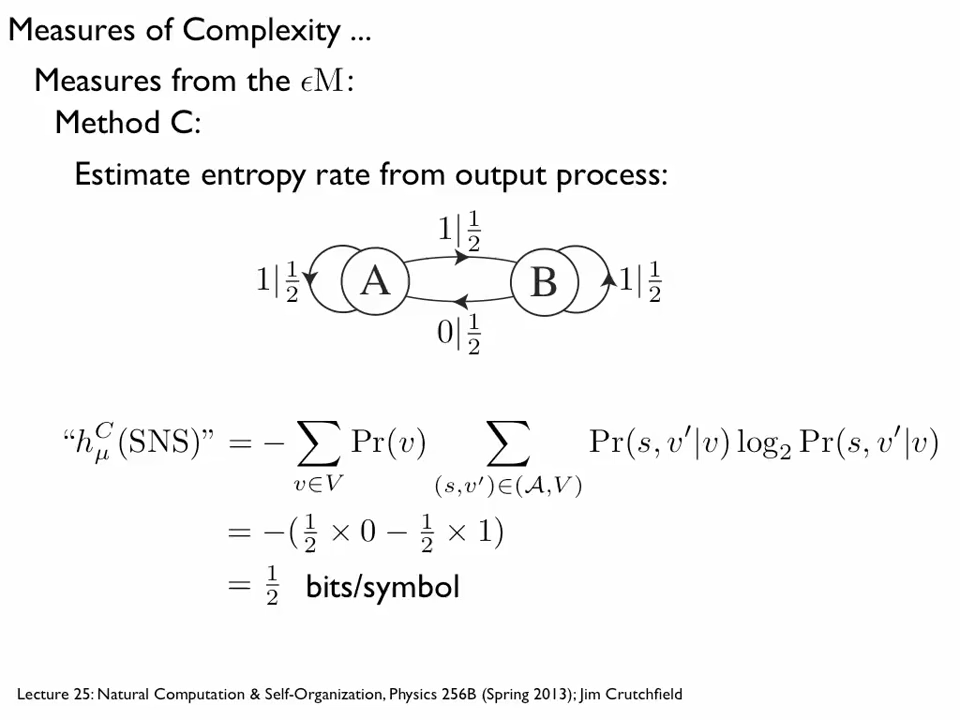 Measures of Complexity ...
Measures from the ϵM:
Method C:
Estimate entropy rate from output process:
1|1/2
1|1/2 A B 1|1/2
0|1/2
“h_μ^C(SNS)” = − ∑_{v∈V} Pr(v) ∑_{(s,v′)∈(𝒜,V)} Pr(s, v′|v) log₂ Pr(s, v′|v)
= −(1/2 × 0 − 1/2 × 1)
= 1/2 bits/symbol
Lecture 25: Natural Computation & Self-Organization, Physics 256B (Spring 2013); Jim Crutchfield